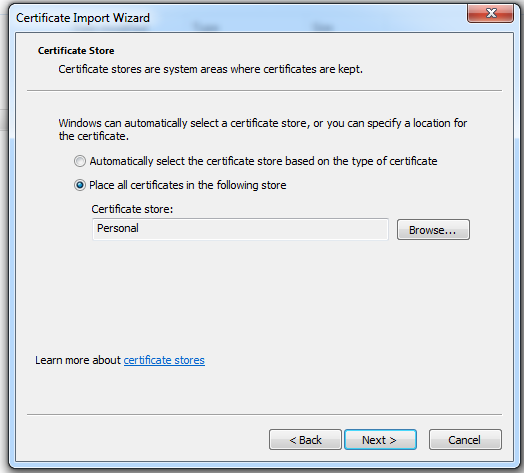 Certificate Import Wizard
Certificate Store
Certificate stores are system areas where certificates are kept.
Windows can automatically select a certificate store, or you can specify a location for
the certificate.
Automatically select the certificate store based on the type of certificate
Place all certificates in the following store
Certificate store:
Personal
Browse...
Learn more about certificate stores
< Back
Next >
Cancel